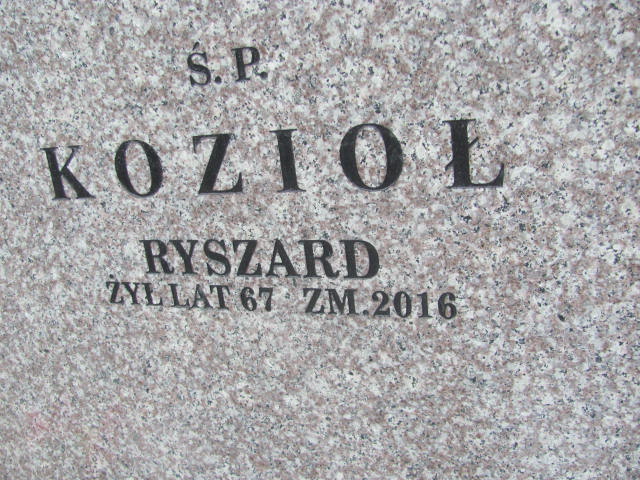 Ś. P.
KOZIOŁ
RYSZARD
ŻYŁ LAT 67 ZM. 2016